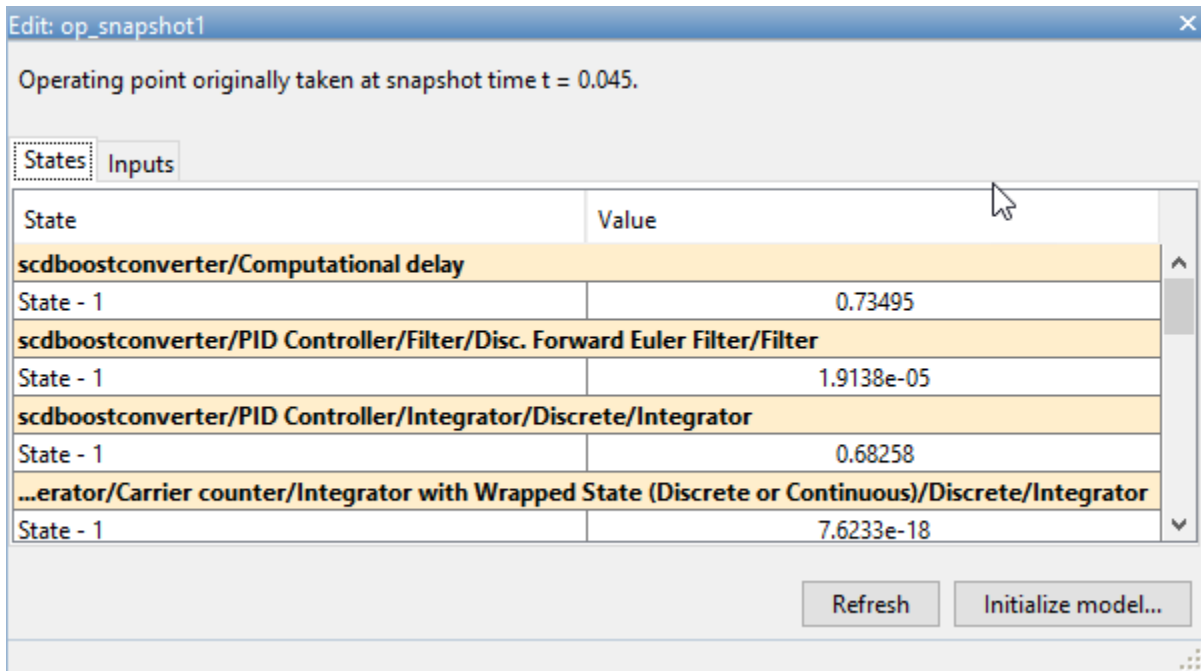 Edit: op_snapshot1
Operating point originally taken at snapshot time t = 0.045.
States Inputs
State Value
scdboostconverter/Computational delay
State - 1 0.73495
scdboostconverter/PID Controller/Filter/Disc. Forward Euler Filter/Filter
State - 1 1.9138e-05
scdboostconverter/PID Controller/Integrator/Discrete/Integrator
State - 1 0.68258
...erator/Carrier counter/Integrator with Wrapped State (Discrete or Continuous)/Discrete/Integrator
State - 1 7.6233e-18
Refresh Initialize model...